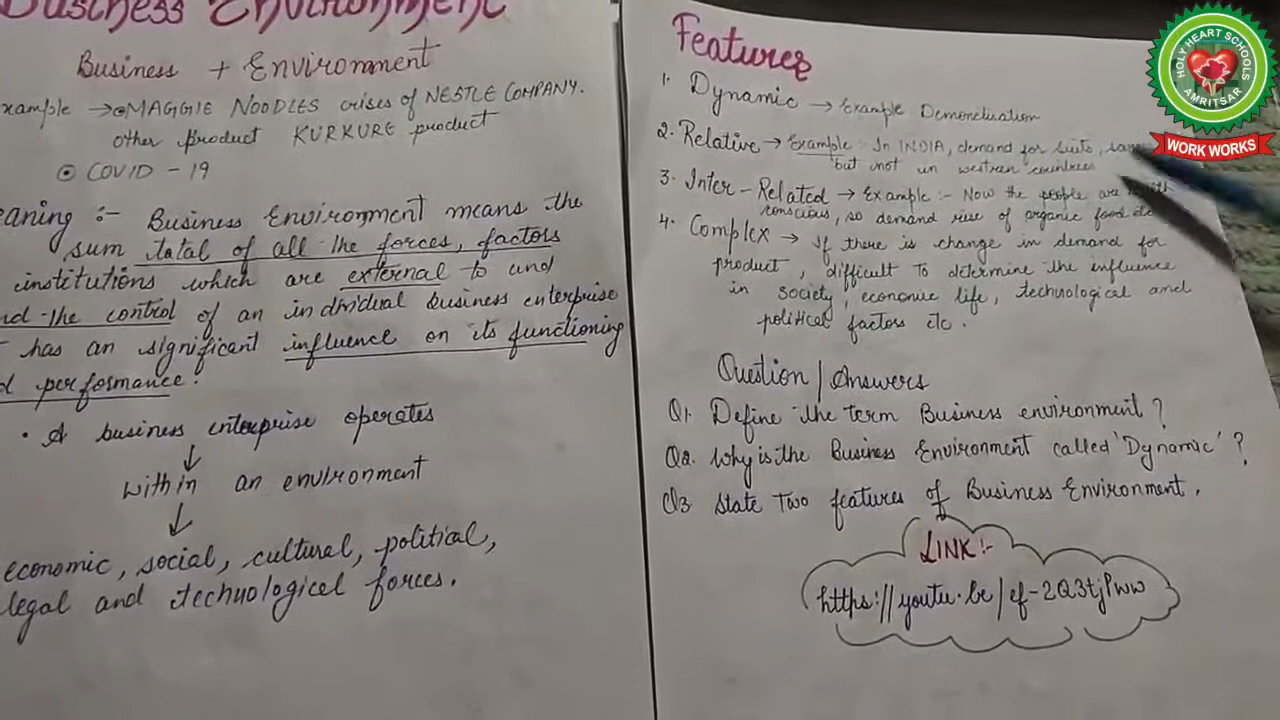 Business Environment
Business + Environment
xample → ⊙ MAGGIE NOODLES crises of NESTLE COMPANY.
other product KURKURE product
⊙ COVID - 19
eaning :- Business Environment means the
sum total of all the forces, factors
institutions which are external to and
nd the control of an individual business enterprise
has an significant influence on its functioning
d performance.
• A business enterprise operates
↓
within an environment
↓
economic, social, cultural, political,
legal and technological forces.
Features
1. Dynamic → Example Demonetisation
2. Relative → Example : In INDIA, demand for suits,
but not in western countries
3. Inter - Related → Example :- Now the people are
conscious, so demand rise of organic food
4. Complex → If there is change in demand for
product, difficult to determine the influence
in society, economic life, technological and
political factors etc.
Question / Answers
Q1. Define the term Business environment ?
Q2. Why is the Business Environment called 'Dynamic' ?
Q3 State Two features of Business Environment.
LINK :-
https://youtu.be/ef-2Q3tjPww
HOLY HEART SCHOOLS
AMRITSAR
WORK WORKS